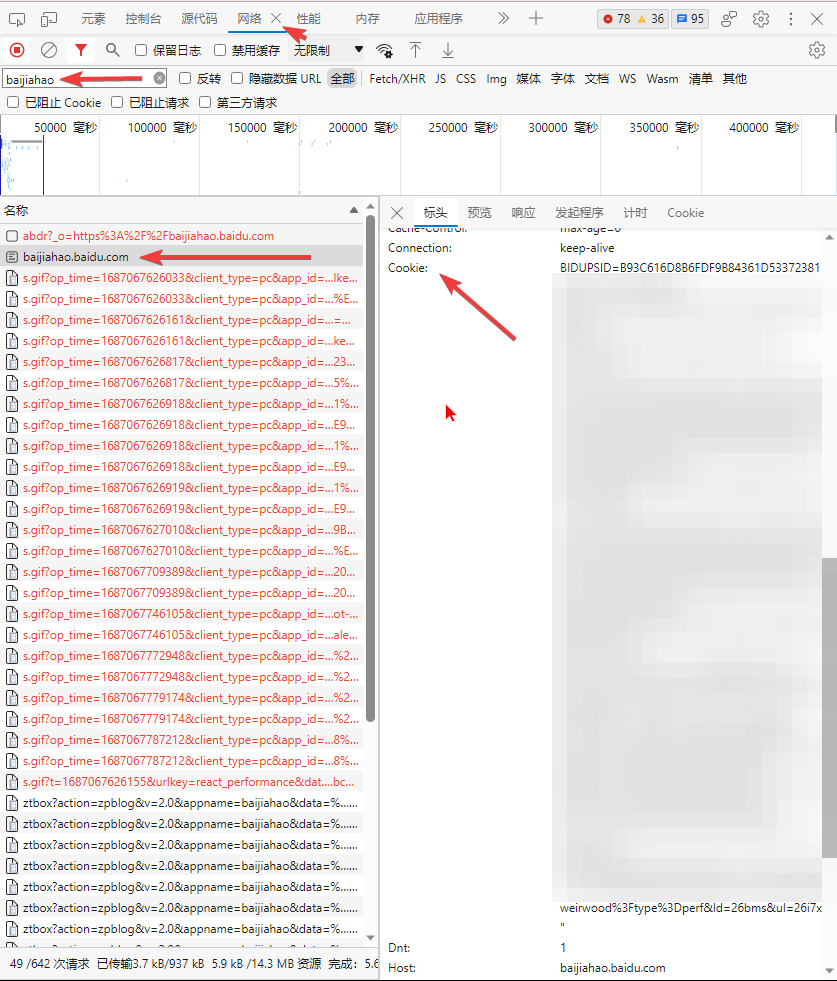 元素 控制台 源代码 网络 性能 内存 应用程序 78 36 95
保留日志 禁用缓存 无限制
baijiahao 反转 隐藏数据 URL 全部 Fetch/XHR JS CSS Img 媒体 字体 文档 WS Wasm 清单 其他
已阻止 Cookie 已阻止请求 第三方请求
50000 毫秒 100000 毫秒 150000 毫秒 200000 毫秒 250000 毫秒 300000 毫秒 350000 毫秒 400000 毫秒
名称
abdr?_o=https%3A%2F%2Fbaijiahao.baidu.com
baijiahao.baidu.com
s.gif?op_time=1687067626033&client_type=pc&app_id=...lke...
s.gif?op_time=1687067626033&client_type=pc&app_id=...%E...
s.gif?op_time=1687067626161&client_type=pc&app_id=...=...
s.gif?op_time=1687067626161&client_type=pc&app_id=...ke...
s.gif?op_time=1687067626817&client_type=pc&app_id=...23...
s.gif?op_time=1687067626817&client_type=pc&app_id=...5%...
s.gif?op_time=1687067626918&client_type=pc&app_id=...1%...
s.gif?op_time=1687067626918&client_type=pc&app_id=...E9...
s.gif?op_time=1687067626918&client_type=pc&app_id=...1%...
s.gif?op_time=1687067626918&client_type=pc&app_id=...E9...
s.gif?op_time=1687067626919&client_type=pc&app_id=...1%...
s.gif?op_time=1687067626919&client_type=pc&app_id=...E9...
s.gif?op_time=1687067627010&client_type=pc&app_id=...9B...
s.gif?op_time=1687067627010&client_type=pc&app_id=...%E...
s.gif?op_time=1687067709389&client_type=pc&app_id=...20...
s.gif?op_time=1687067709389&client_type=pc&app_id=...20...
s.gif?op_time=1687067746105&client_type=pc&app_id=...ot-...
s.gif?op_time=1687067746105&client_type=pc&app_id=...ale...
s.gif?op_time=1687067772948&client_type=pc&app_id=...%2...
s.gif?op_time=1687067772948&client_type=pc&app_id=...%2...
s.gif?op_time=1687067779174&client_type=pc&app_id=...%2...
s.gif?op_time=1687067779174&client_type=pc&app_id=...%2...
s.gif?op_time=1687067787212&client_type=pc&app_id=...8%...
s.gif?op_time=1687067787212&client_type=pc&app_id=...8%...
s.gif?t=1687067626155&urlkey=react_performance&dat....bc...
ztbox?action=zpblog&v=2.0&appname=baijiahao&data=%......
ztbox?action=zpblog&v=2.0&appname=baijiahao&data=%......
ztbox?action=zpblog&v=2.0&appname=baijiahao&data=%......
ztbox?action=zpblog&v=2.0&appname=baijiahao&data=%......
ztbox?action=zpblog&v=2.0&appname=baijiahao&data=%......
ztbox?action=zpblog&v=2.0&appname=baijiahao&data=%......
ztbox?action=zpblog&v=2.0&appname=baijiahao&data=%......
ztbox?action=zpblog&v=2.0&appname=baijiahao&data=%......
49 /642 次请求 已传输3.7 kB/937 kB 5.9 kB /14.3 MB 资源 完成：5.6
标头 预览 响应 发起程序 计时 Cookie
Cache-Control: max-age=0
Connection: keep-alive
Cookie: BIDUPSID=B93C616D8B6FDF9B84361D53372381
weirwood%3Ftype%3Dperf&ld=26bms&ul=26i7x
"
Dnt: 1
Host: baijiahao.baidu.com